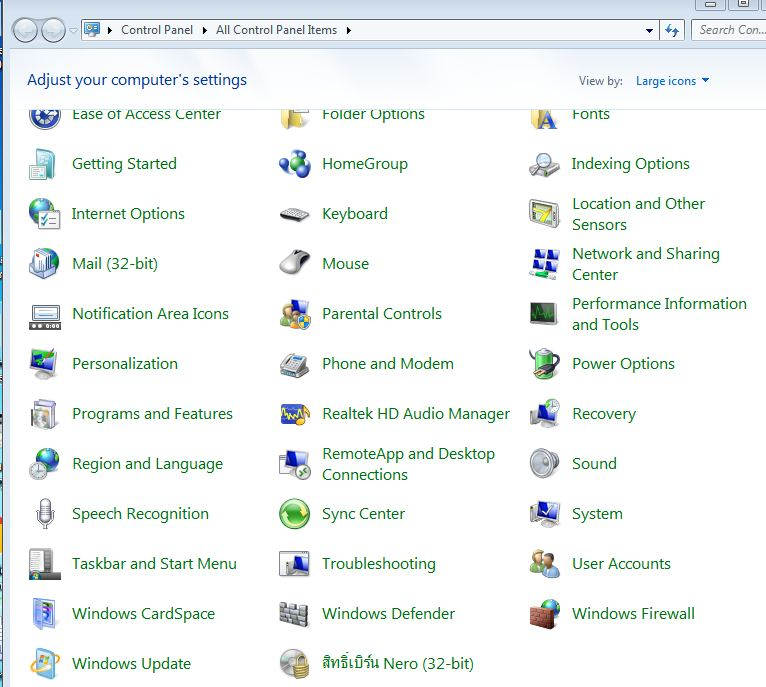 Control Panel All Control Panel Items
Search Con...
Adjust your computer's settings
View by: Large icons
Ease of Access Center
Folder Options
Fonts
Getting Started
HomeGroup
Indexing Options
Internet Options
Keyboard
Location and Other
Sensors
Mail (32-bit)
Mouse
Network and Sharing
Center
Notification Area Icons
Parental Controls
Performance Information
and Tools
Personalization
Phone and Modem
Power Options
Programs and Features
Realtek HD Audio Manager
Recovery
Region and Language
RemoteApp and Desktop
Connections
Sound
Speech Recognition
Sync Center
System
Taskbar and Start Menu
Troubleshooting
User Accounts
Windows CardSpace
Windows Defender
Windows Firewall
Windows Update
สิทธิ์เบิร์น Nero (32-bit)